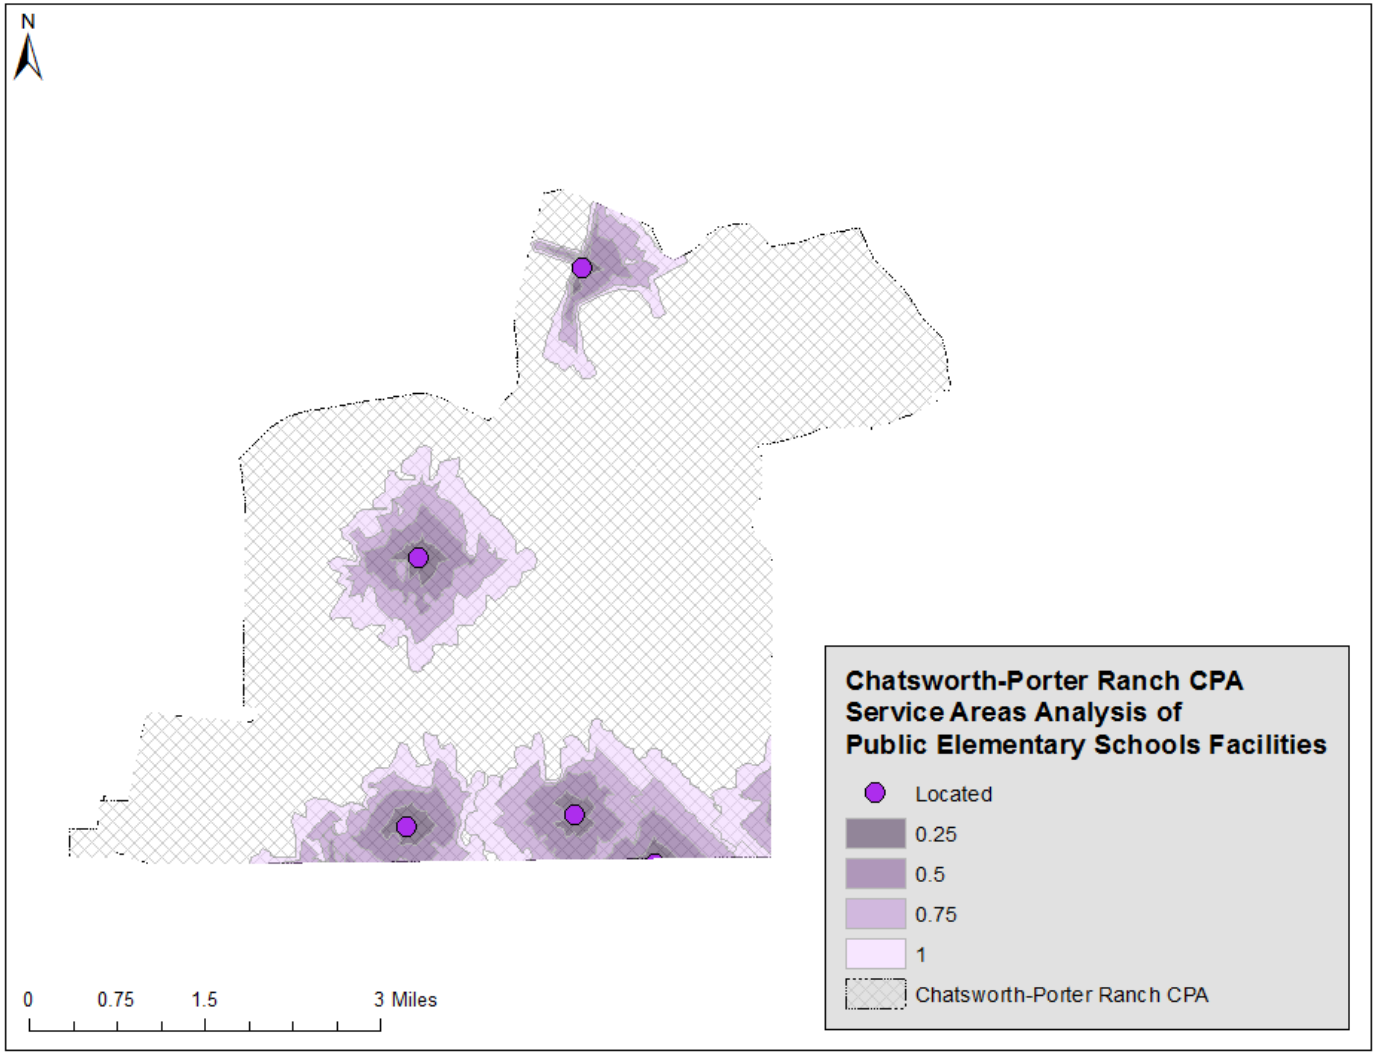 N
Chatsworth-Porter Ranch CPA
Service Areas Analysis of
Public Elementary Schools Facilities
Located
0.25
0.5
0.75
1
Chatsworth-Porter Ranch CPA
0 0.75 1.5 3 Miles